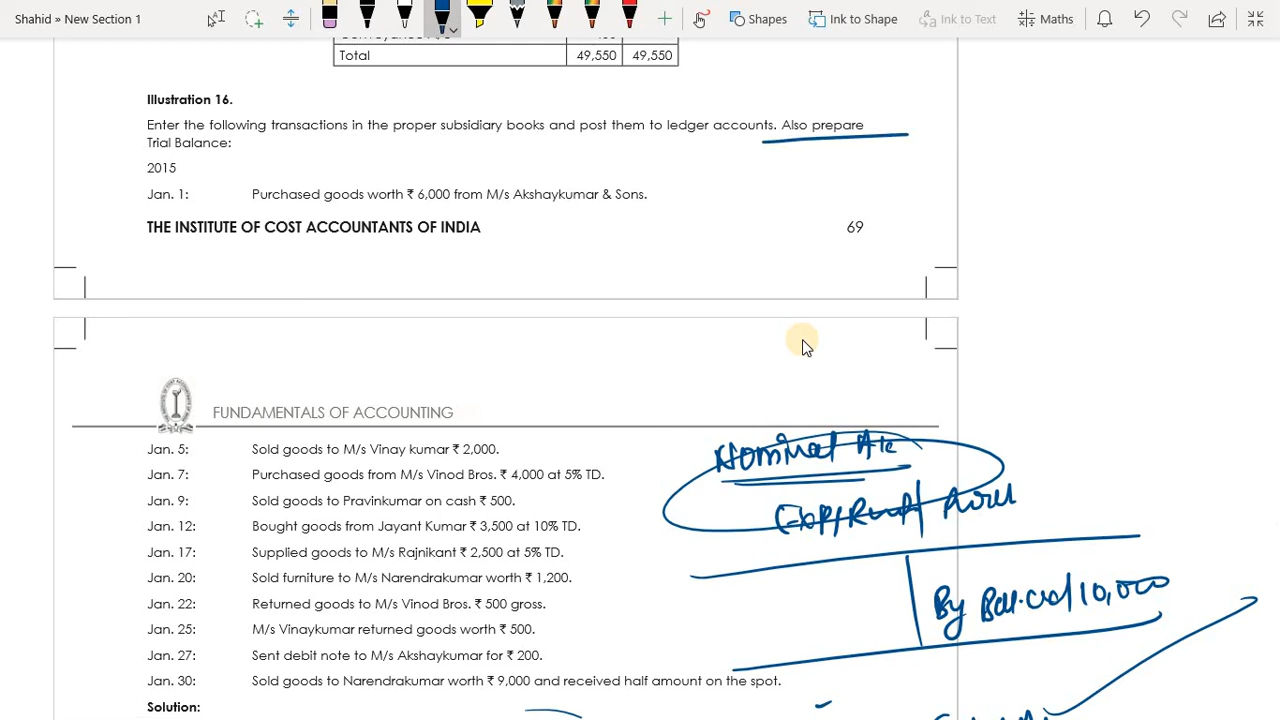 Shahid » New Section 1
Shapes
Ink to Shape
Ink to Text
Maths
Total 49,550 49,550
Illustration 16.
Enter the following transactions in the proper subsidiary books and post them to ledger accounts. Also prepare
Trial Balance:
2015
Jan. 1: Purchased goods worth ₹ 6,000 from M/s Akshaykumar & Sons.
THE INSTITUTE OF COST ACCOUNTANTS OF INDIA 69
FUNDAMENTALS OF ACCOUNTING
Jan. 5: Sold goods to M/s Vinay kumar ₹ 2,000.
Jan. 7: Purchased goods from M/s Vinod Bros. ₹ 4,000 at 5% TD.
Jan. 9: Sold goods to Pravinkumar on cash ₹ 500.
Jan. 12: Bought goods from Jayant Kumar ₹ 3,500 at 10% TD.
Jan. 17: Supplied goods to M/s Rajnikant ₹ 2,500 at 5% TD.
Jan. 20: Sold furniture to M/s Narendrakumar worth ₹ 1,200.
Jan. 22: Returned goods to M/s Vinod Bros. ₹ 500 gross.
Jan. 25: M/s Vinaykumar returned goods worth ₹ 500.
Jan. 27: Sent debit note to M/s Akshaykumar for ₹ 200.
Jan. 30: Sold goods to Narendrakumar worth ₹ 9,000 and received half amount on the spot.
Solution:
Nominal A/c
By Bal. c/d 10,000